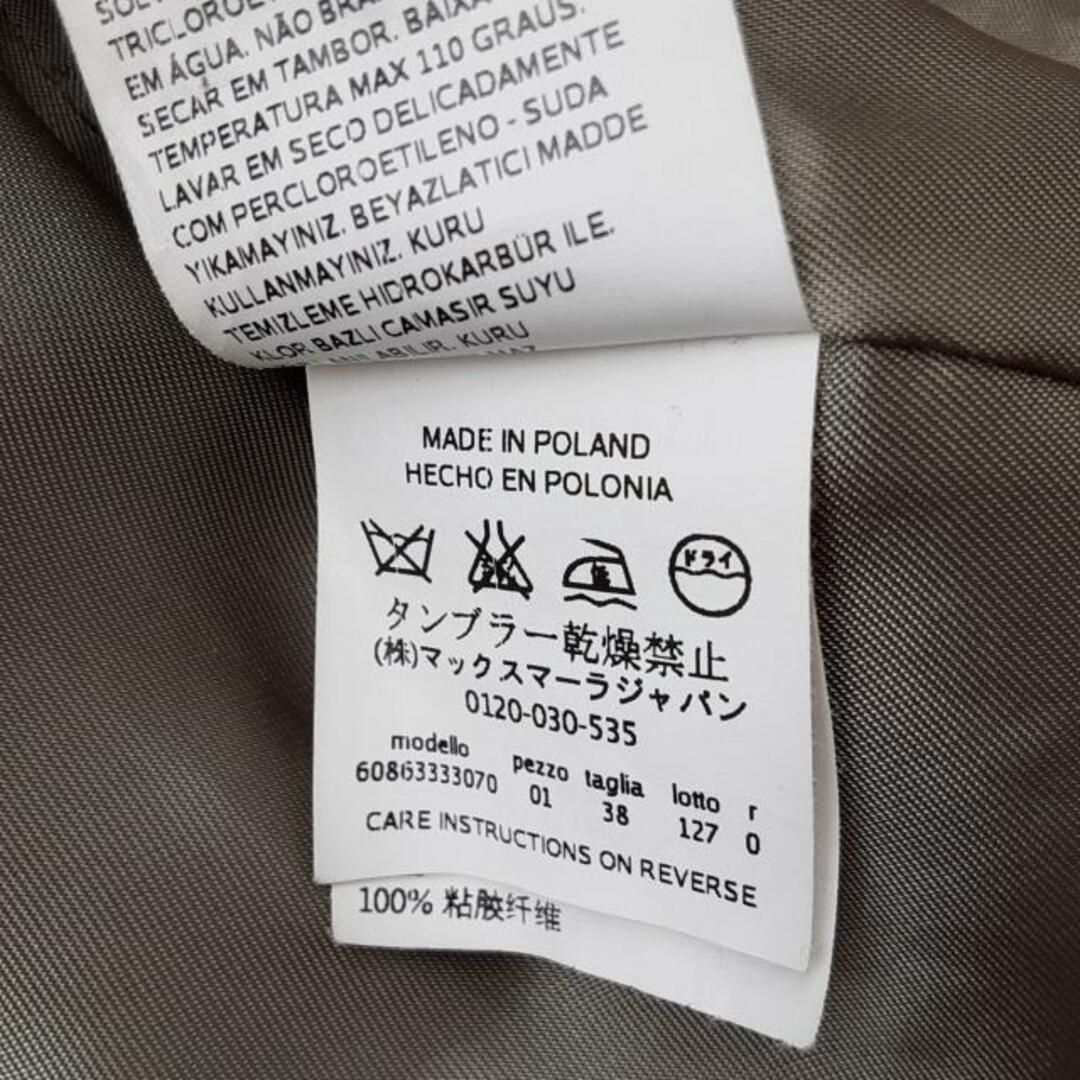 TRICLOROET
EM ÁGUA. NÃO
SECAR EM TAMBOR. BAIXA
TEMPERATURA MAX 110 GRAUS.
LAVAR EM SECO DELICADAMENTE
COM PERCLOROETILENO - SUDA
YIKAMAYINIZ. BEYAZLATICI MADDE
KULLANMAYINIZ. KURU
TEMIZLEME HIDROKARBÜR ILE.
KLOR BAZLI CAMASIR SUYU
KURU
MADE IN POLAND
HECHO EN POLONIA
低
ドライ
タンブラー乾燥禁止
(株)マックスマーラジャパン
0120-030-535
modello pezzo taglia lotto r
60863333070 01 38 127 0
CARE INSTRUCTIONS ON REVERSE
100% 粘胶纤维